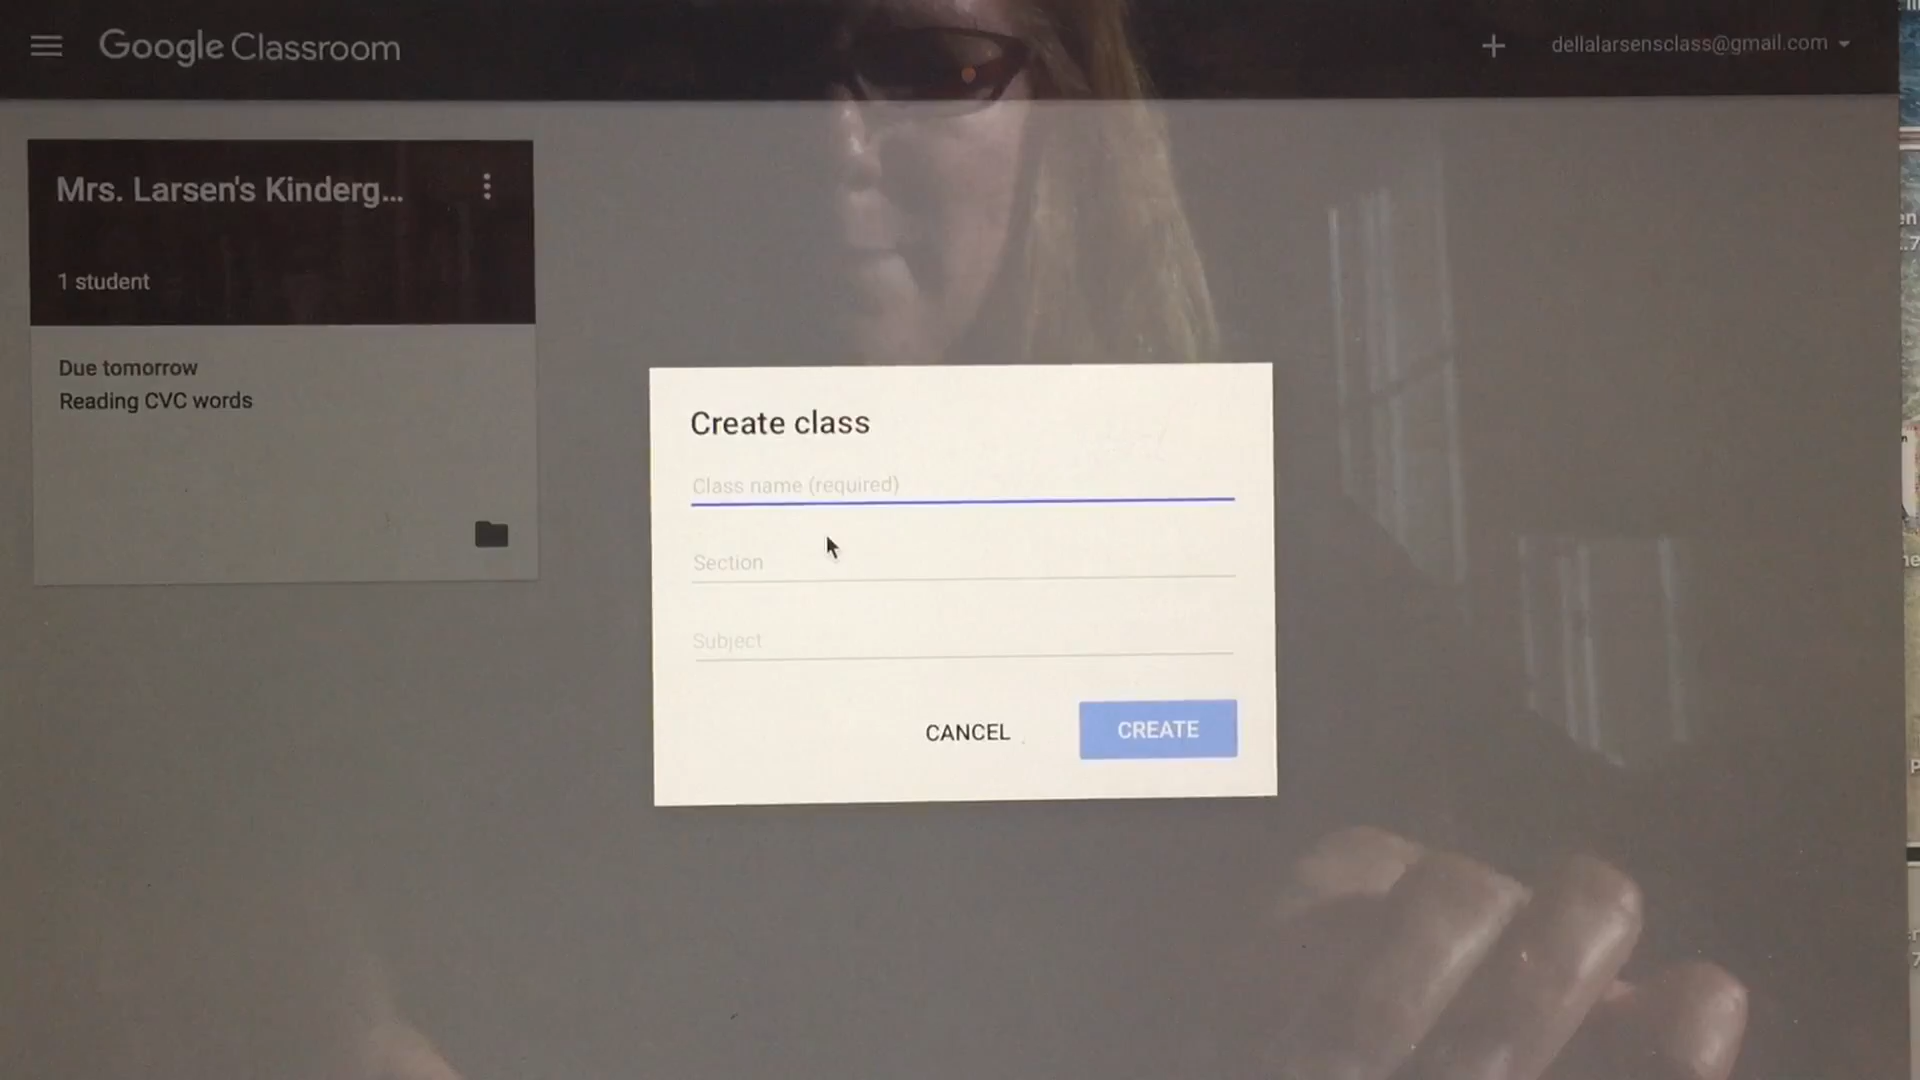 Google Classroom
dellalarsensclass@gmail.com
Mrs. Larsen's Kinderg...
1 student
Due tomorrow
Reading CVC words
Create class
Class name (required)
Section
Subject
CANCEL
CREATE